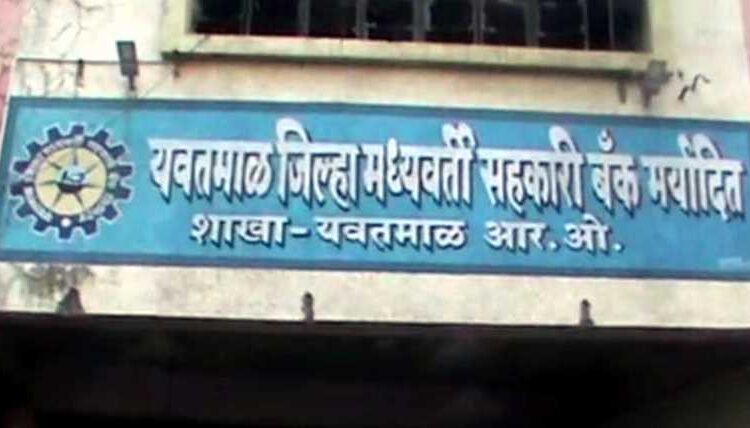 यवतमाळ जिल्हा मध्यवर्ती सहकारी बँक मर्यादित
शाखा - यवतमाळ आर. ओ.